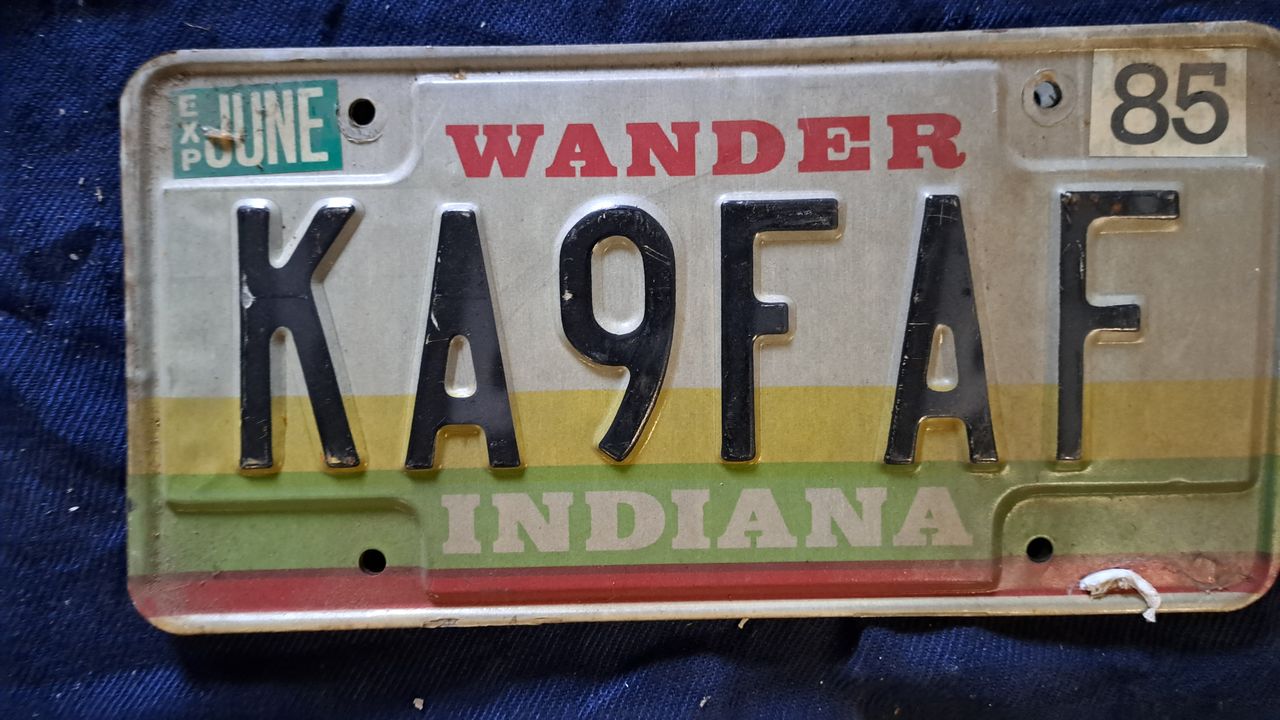 EXP JUNE
85
WANDER
KA9FAF
INDIANA